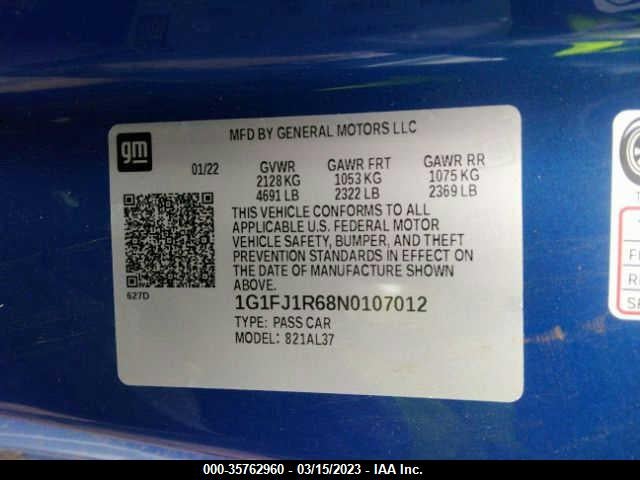 gm
MFD BY GENERAL MOTORS LLC
01/22 GVWR GAWR FRT GAWR RR
2128 KG 1053 KG 1075 KG
4691 LB 2322 LB 2369 LB
THIS VEHICLE CONFORMS TO ALL
APPLICABLE U.S. FEDERAL MOTOR
VEHICLE SAFETY, BUMPER, AND THEFT
PREVENTION STANDARDS IN EFFECT ON
THE DATE OF MANUFACTURE SHOWN
ABOVE.
627D
1G1FJ1R68N0107012
TYPE: PASS CAR
MODEL: 821AL37
000-35762960 - 03/15/2023 - IAA Inc.